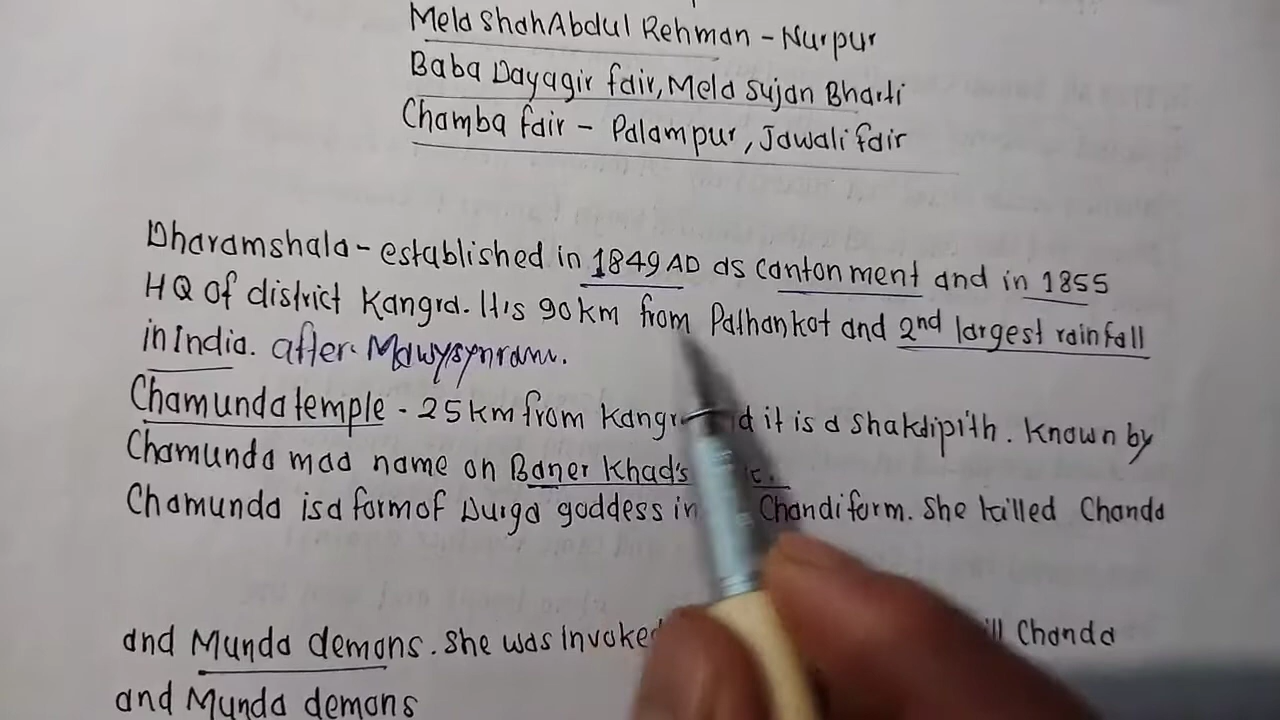 Mela Shah Abdul Rehman - Nurpur
Baba Dayagir fair, Mela Sujan Bharti
Chamba fair - Palampur, Jawali fair
Dharamshala - established in 1849 AD as cantonment and in 1855
HQ of district Kangra. It is 90 km from Pathankot and 2nd largest rainfall
in India. after Mawysynram.
Chamunda temple - 25 km from it is a Shaktipith. Known by
Chamunda maa name on Baner Khad's
Chamunda is a form of Durga goddess in Chandi form. She killed Chanda
and Munda demons. She was invoked Chanda
and Munda demons